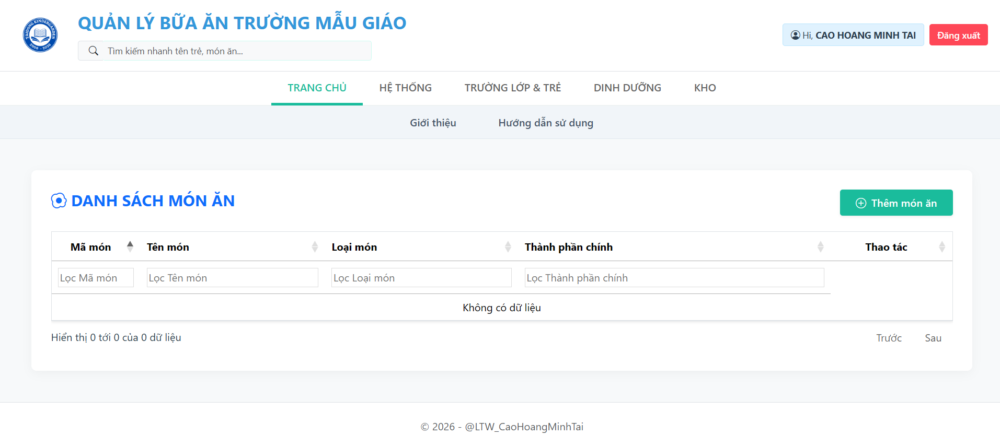 TAIDONG KINDERGARDEN
2006 - 2026
QUẢN LÝ BỮA ĂN TRƯỜNG MẪU GIÁO
Tìm kiếm nhanh tên trẻ, món ăn...
Hi, CAO HOANG MINH TAI
Đăng xuất
TRANG CHỦ HỆ THỐNG TRƯỜNG LỚP & TRẺ DINH DƯỠNG KHO
Giới thiệu Hướng dẫn sử dụng
DANH SÁCH MÓN ĂN
Thêm món ăn
Mã món Tên món Loại món Thành phần chính Thao tác
Lọc Mã món Lọc Tên món Lọc Loại món Lọc Thành phần chính
Không có dữ liệu
Hiển thị 0 tới 0 của 0 dữ liệu
Trước Sau
© 2026 - @LTW_CaoHoangMinhTai